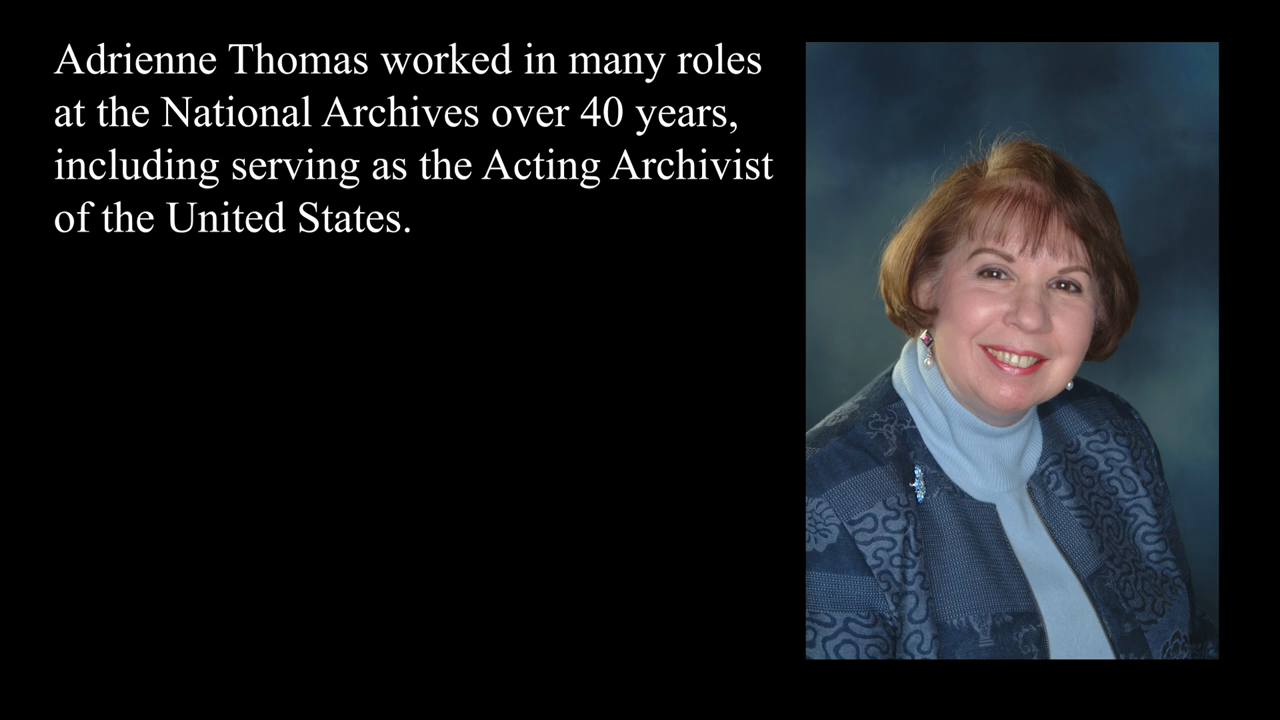 Adrienne Thomas worked in many roles
at the National Archives over 40 years,
including serving as the Acting Archivist
of the United States.